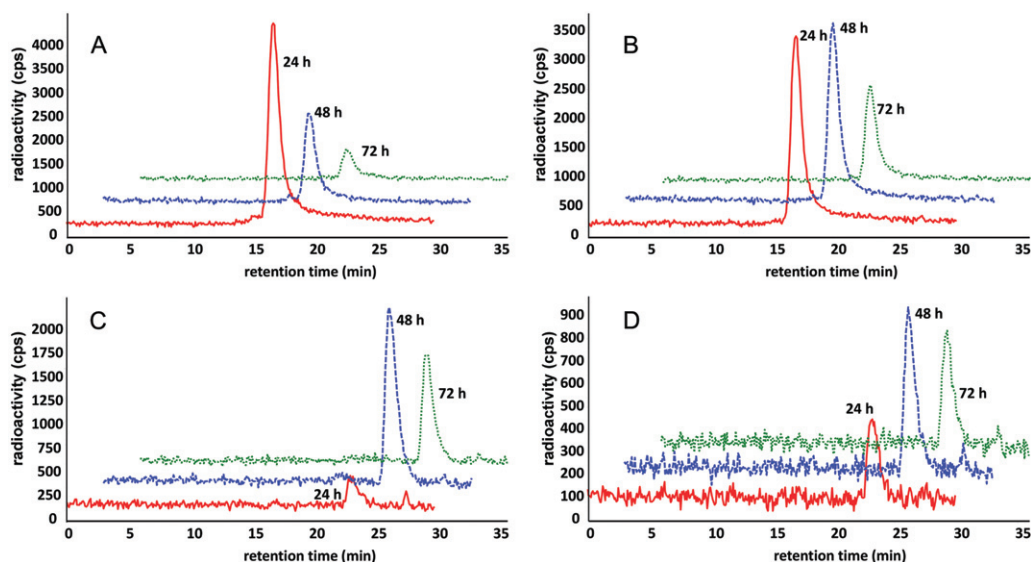 A
radioactivity (cps)
4000
3500
3000
2500
2000
1500
1000
500
0
24 h
48 h
72 h
0 5 10 15 20 25 30 35
retention time (min)
B
radioactivity (cps)
3500
3000
2500
2000
1500
1000
500
0
24 h
48 h
72 h
0 5 10 15 20 25 30 35
retention time (min)
C
radioactivity (cps)
2000
1750
1500
1250
1000
750
500
250
0
48 h
72 h
24 h
0 5 10 15 20 25 30 35
retention time (min)
D
radioactivity (cps)
900
800
700
600
500
400
300
200
100
0
48 h
72 h
24 h
0 5 10 15 20 25 30 35
retention time (min)